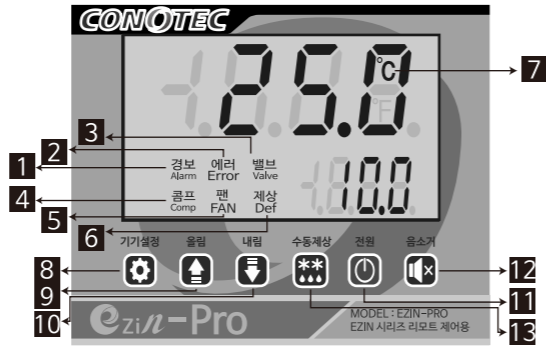 CONOTEC
25.0 °C
°F
3
2
1 경보 에러 밸브 7
Alarm Error Valve
4 콤프 팬 제상 10.0
Comp FAN Def
5
6
기기설정 올림 내림 수동제상 전원 음소거
8 12
9 11
10 13
ezin-Pro
MODEL : EZIN-PRO
EZIN 시리즈 리모트 제어용